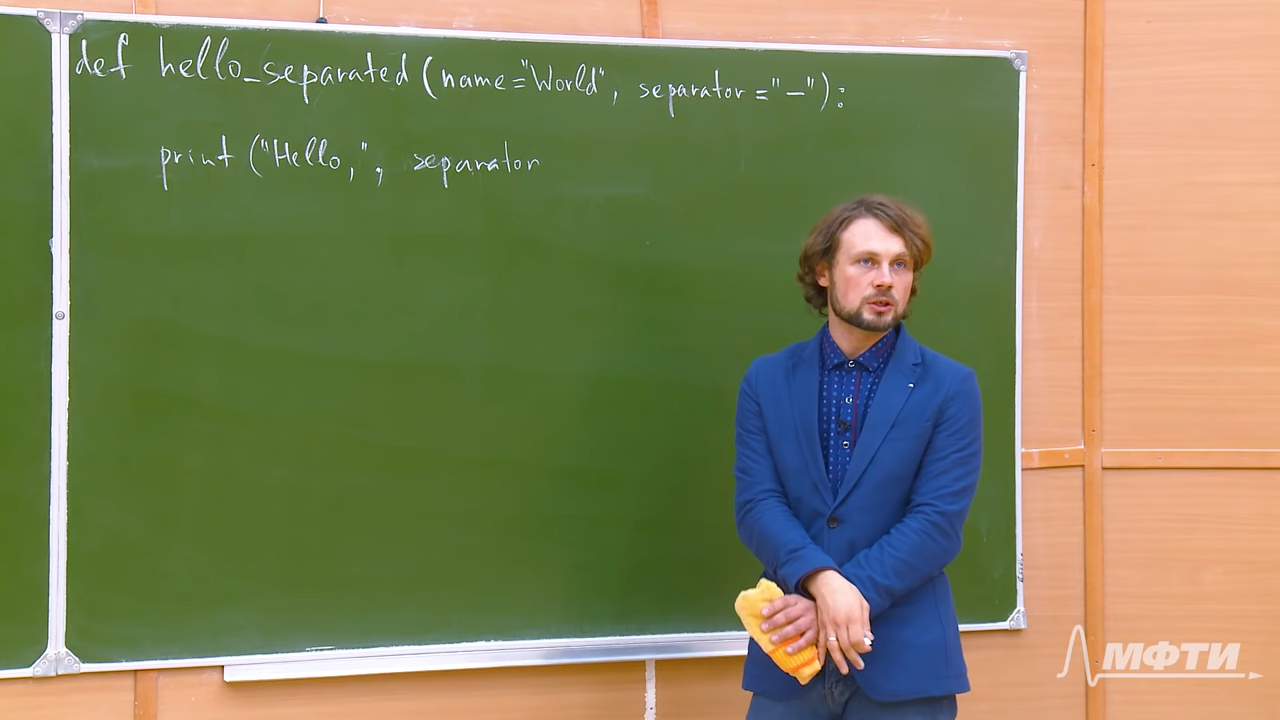 def hello_separated (name="World", separator="-"):
print ("Hello,", separator
МФТИ